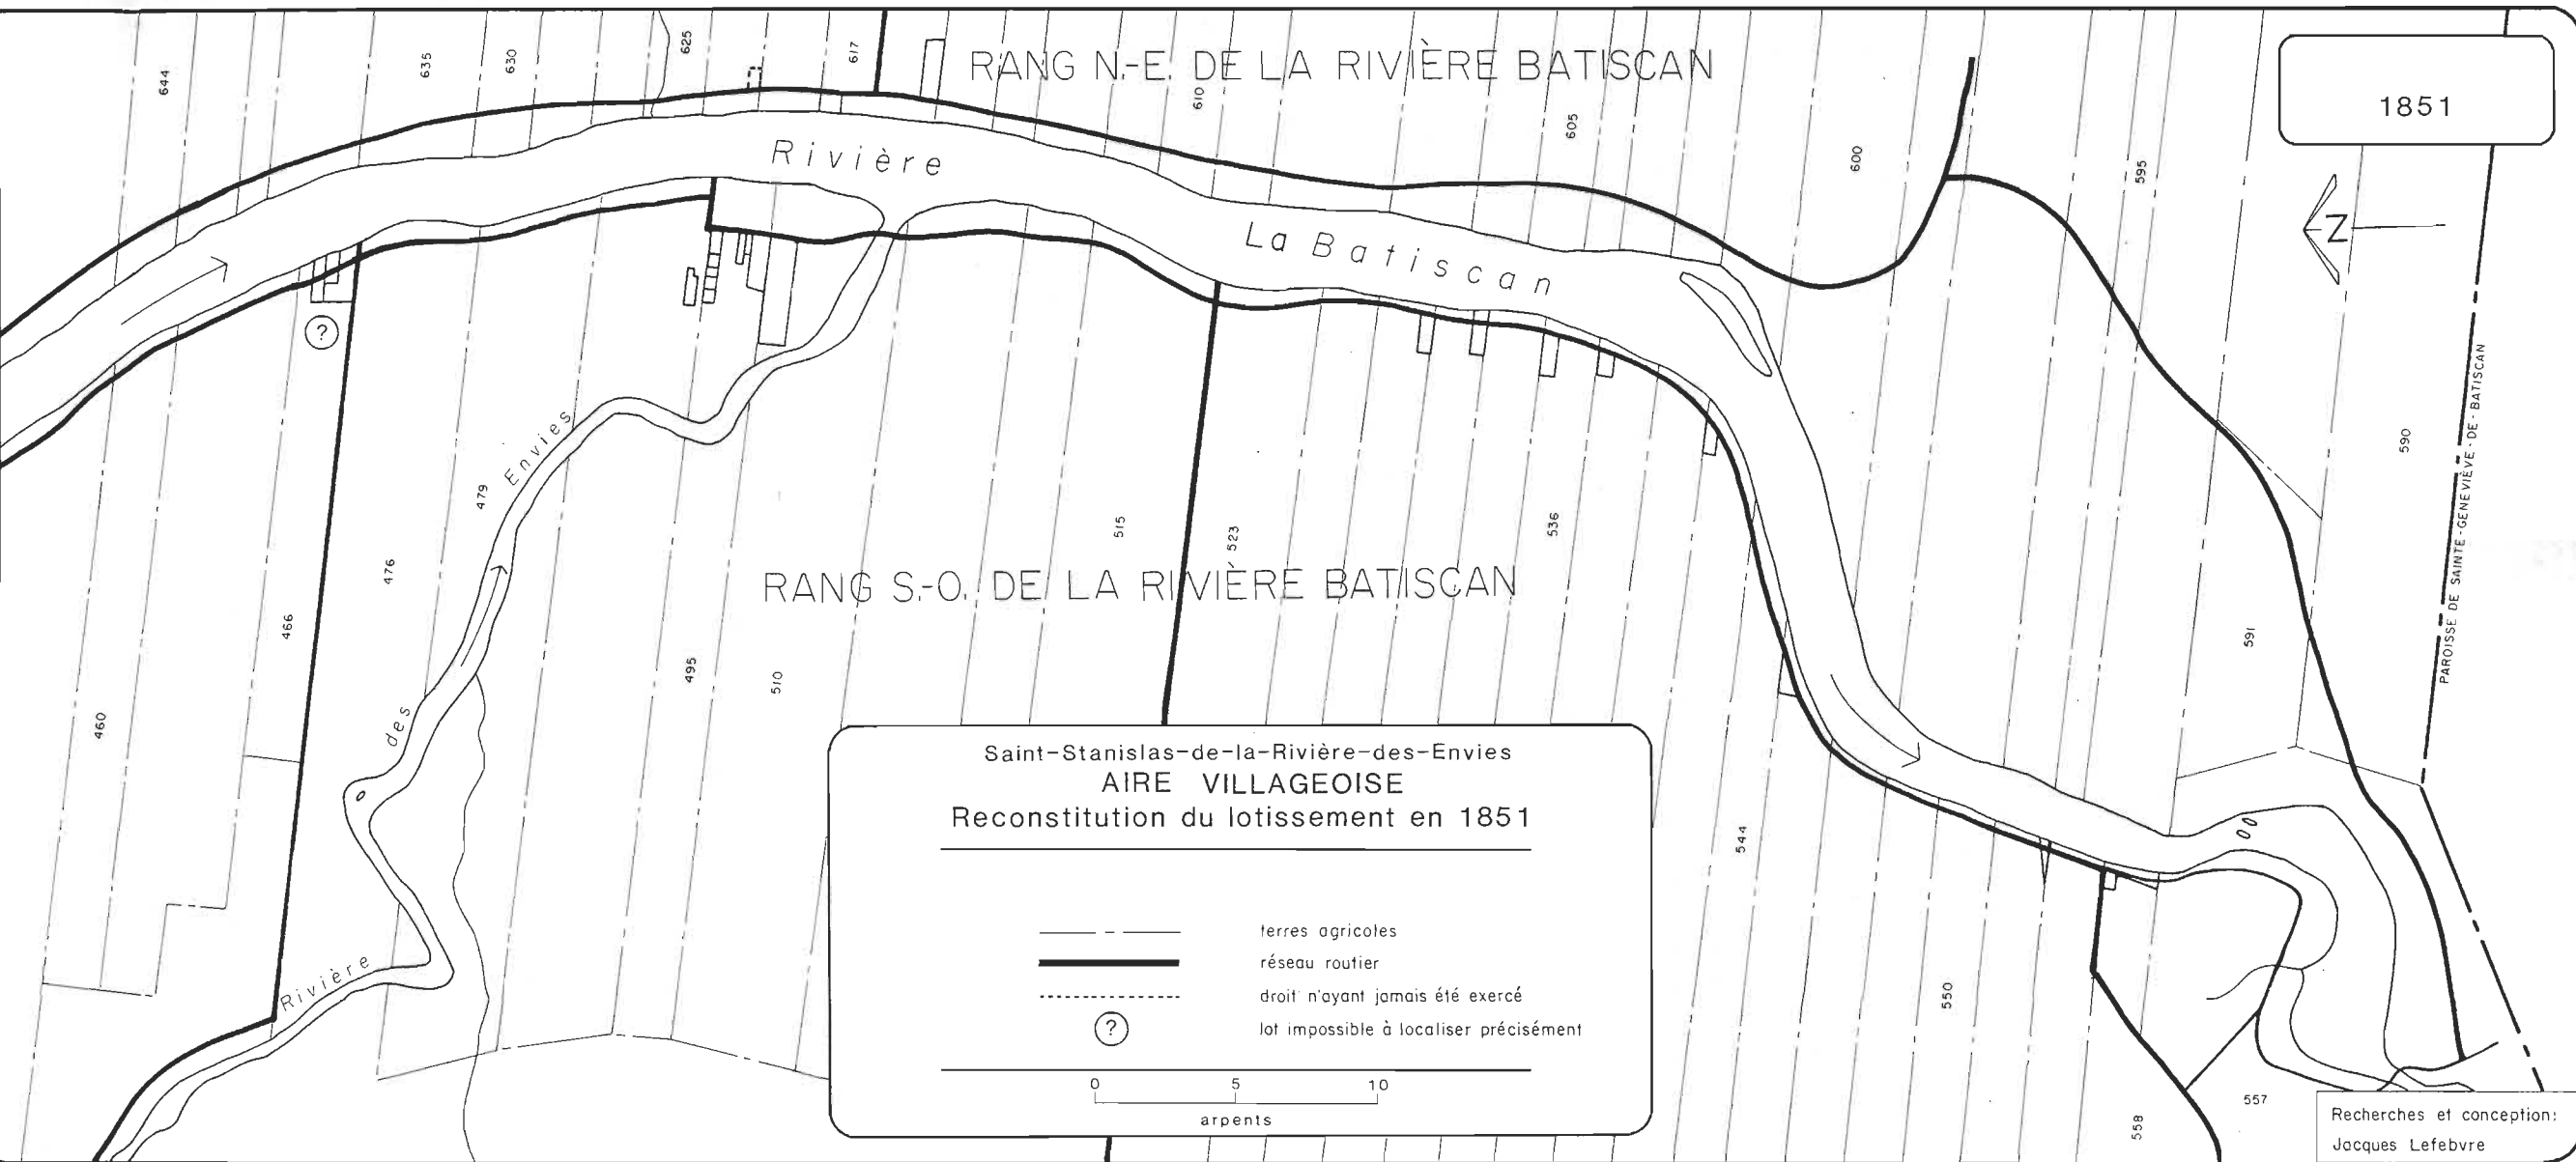 644
635
630
625
617
RANG N.-E. DE LA RIVIÈRE BATISCAN
610
605
600
595
1851
Rivière
La Batiscan
Z
?
590
PAROISSE DE SAINTE-GENEVIÈVE-DE-BATISCAN
479
Envies
476
466
460
des
Rivière
495
510
515
523
536
RANG S.-O. DE LA RIVIÈRE BATISCAN
591
544
550
558
557
Saint-Stanislas-de-la-Rivière-des-Envies
AIRE VILLAGEOISE
Reconstitution du lotissement en 1851
terres agricoles
réseau routier
droit n'ayant jamais été exercé
? lot impossible à localiser précisément
0 5 10
arpents
Recherches et conception:
Jacques Lefebvre